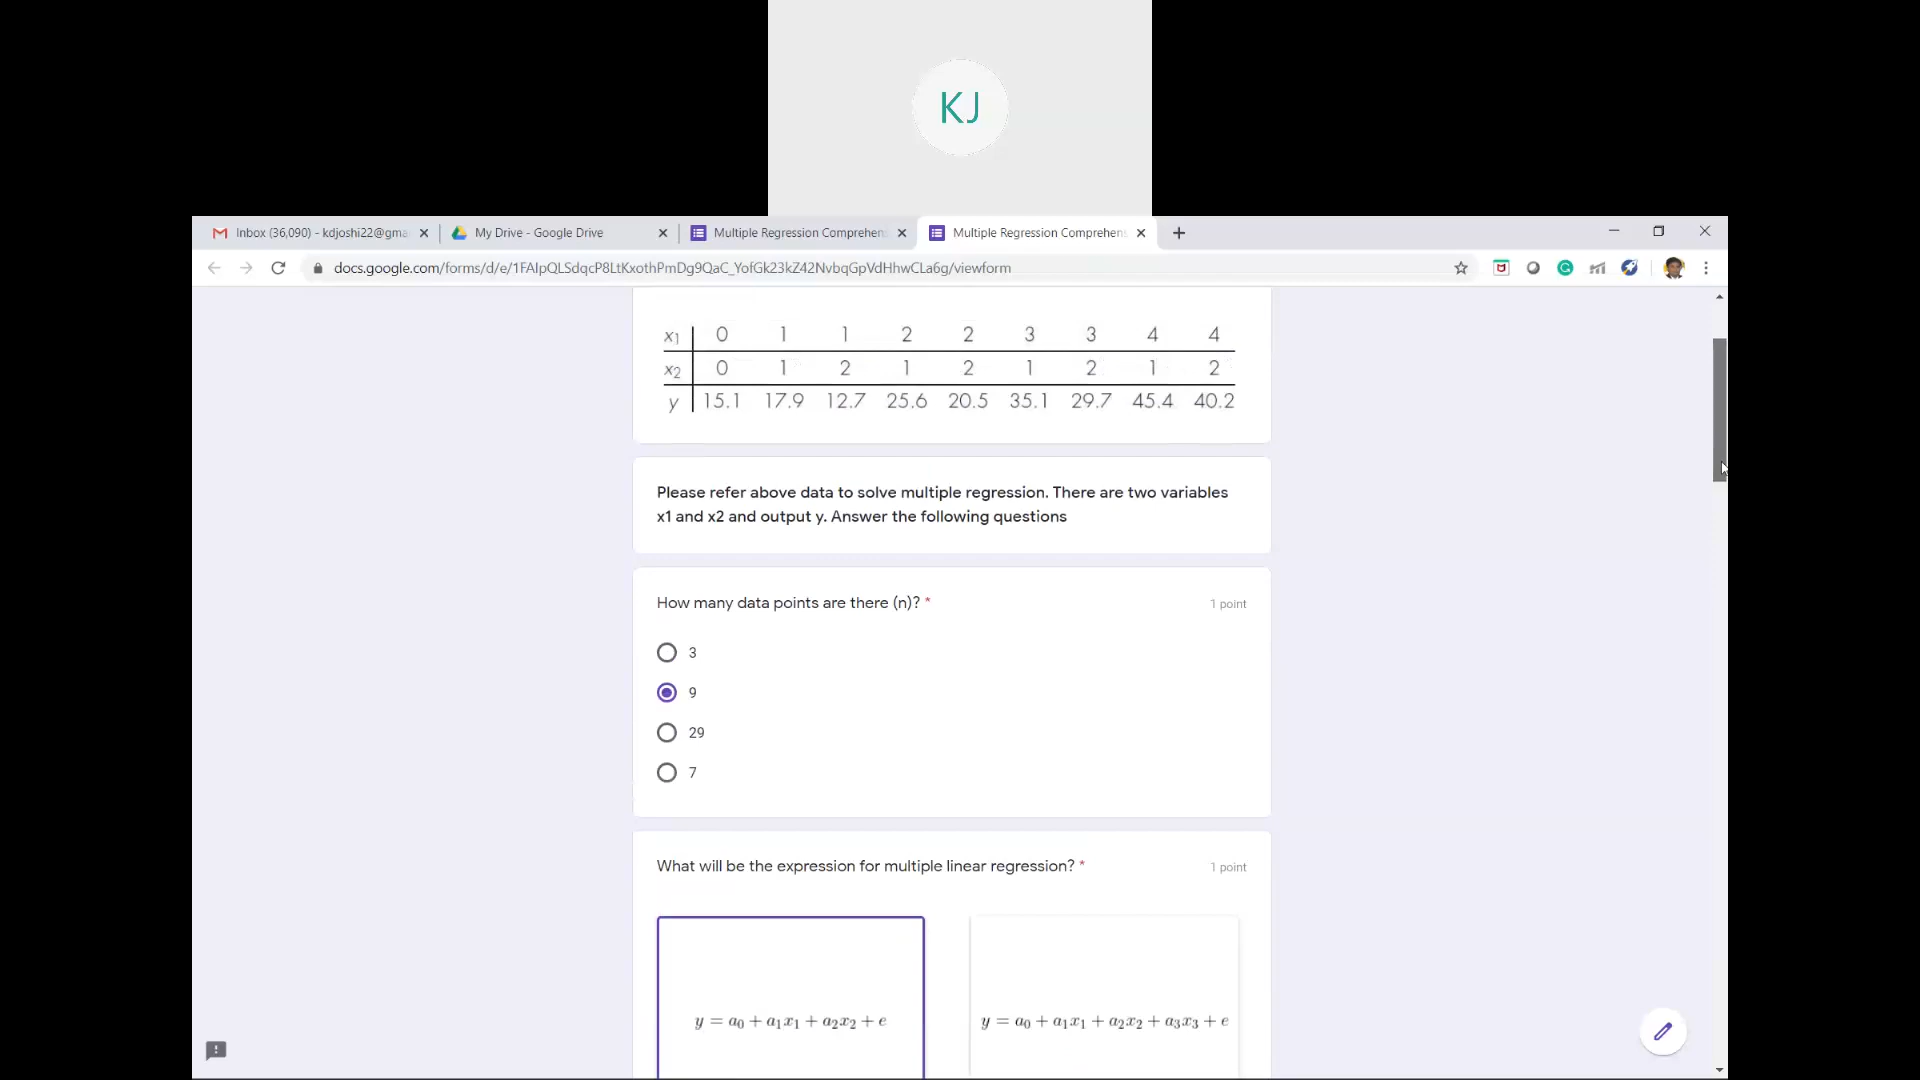 KJ
Inbox (36,090) - kdjoshi22@gma
My Drive - Google Drive
Multiple Regression Comprehen
Multiple Regression Comprehen
docs.google.com/forms/d/e/1FAIpQLSdqcP8LtKxothPmDg9QaC_YofGk23kZ42NvbqGpVdHhwCLa6g/viewform
x₁ 0 1 1 2 2 3 3 4 4
x₂ 0 1 2 1 2 1 2 1 2
y 15.1 17.9 12.7 25.6 20.5 35.1 29.7 45.4 40.2
Please refer above data to solve multiple regression. There are two variables
x1 and x2 and output y. Answer the following questions
How many data points are there (n)? * 1 point
3
9
29
7
What will be the expression for multiple linear regression? * 1 point
y = a₀ + a₁x₁ + a₂x₂ + e
y = a₀ + a₁x₁ + a₂x₂ + a₃x₃ + e